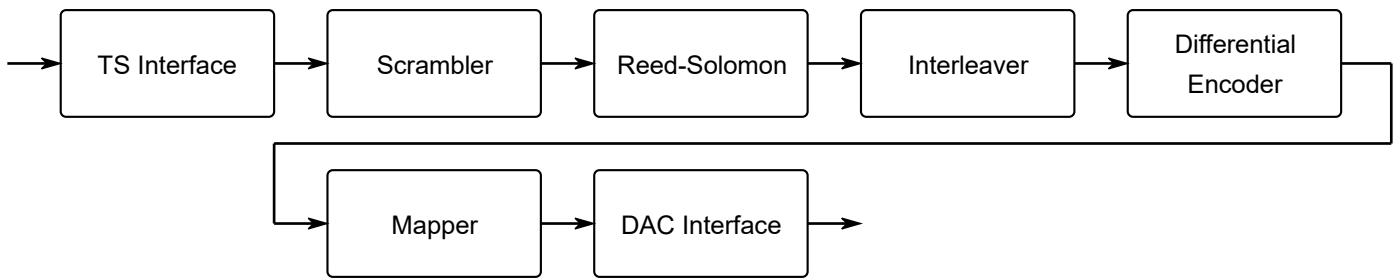 TS Interface
Scrambler
Reed-Solomon
Interleaver
Differential
Encoder
Mapper
DAC Interface